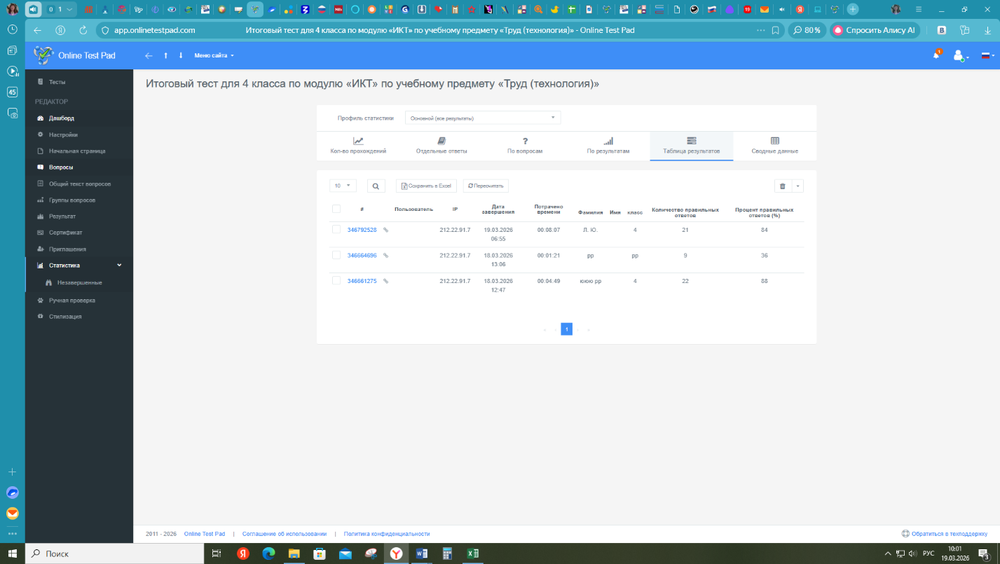 0 1
app.onlinetestpad.com
Итоговый тест для 4 класса по модулю «ИКТ» по учебному предмету «Труд (технология)» - Online Test Pad
80%
Спросить Алису AI
B
Online Test Pad
Меню сайта
1
Итоговый тест для 4 класса по модулю «ИКТ» по учебному предмету «Труд (технология)»
Тесты
РЕДАКТОР
Дашборд
Настройки
Начальная страница
Вопросы
Общий текст вопросов
Группы вопросов
Результат
Сертификат
Приглашения
Статистика
Незавершенные
Ручная проверка
Стилизация
45
Профиль статистики
Основной (все результаты)
Кол-во прохождений
Отдельные ответы
По вопросам
По результатам
Таблица результатов
Сводные данные
10
Сохранить в Excel
Пересчитать
# Пользователь IP Дата завершения Потрачено времени Фамилия Имя класс Количество правильных ответов Процент правильных ответов (%)
346792528 212.22.91.7 19.03.2026 06:55 00:08:07 Л. Ю. 4 21 84
346664696 212.22.91.7 18.03.2026 13:06 00:01:21 рр рр 9 36
346661275 212.22.91.7 18.03.2026 12:47 00:04:49 ююю рр 4 22 88
1
2011 - 2026 Online Test Pad | Соглашение об использовании | Политика конфиденциальности
Обратиться в техподдержку
Поиск
РУС
10:01
19.03.2026
3